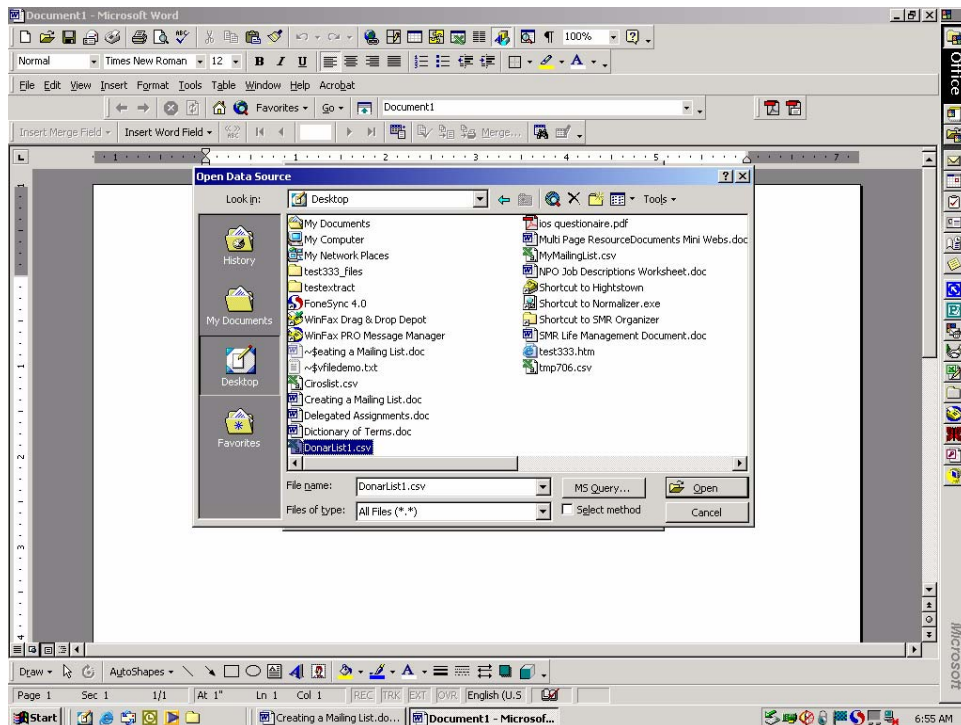 Document1 - Microsoft Word
100%
Normal Times New Roman 12 B I U
File Edit View Insert Format Tools Table Window Help Acrobat
Favorites Go Document1
Insert Merge Field Insert Word Field Merge...
1 1 2 3 4 5 7
Office
Open Data Source
Look in: Desktop Tools
History
My Documents
Desktop
Favorites
My Documents
My Computer
My Network Places
test333_files
testextract
FoneSync 4.0
WinFax Drag & Drop Depot
WinFax PRO Message Manager
~$eating a Mailing List.doc
~$vfiledemo.txt
Ciroslist.csv
Creating a Mailing List.doc
Delegated Assignments.doc
Dictionary of Terms.doc
DonarList1.csv
ios questionaire.pdf
Multi Page ResourceDocuments Mini Webs.doc
MyMailingList.csv
NPO Job Descriptions Worksheet.doc
Shortcut to Hightstown
Shortcut to Normalizer.exe
Shortcut to SMR Organizer
SMR Life Management Document.doc
test333.htm
tmp706.csv
File name: DonarList1.csv MS Query... Open
Files of type: All Files (*.*) Select method Cancel
Microsoft
Draw AutoShapes
Page 1 Sec 1 1/1 At 1" Ln 1 Col 1 REC TRK EXT OVR English (U.S
Start Creating a Mailing List.do... Document1 - Microsof... 6:55 AM